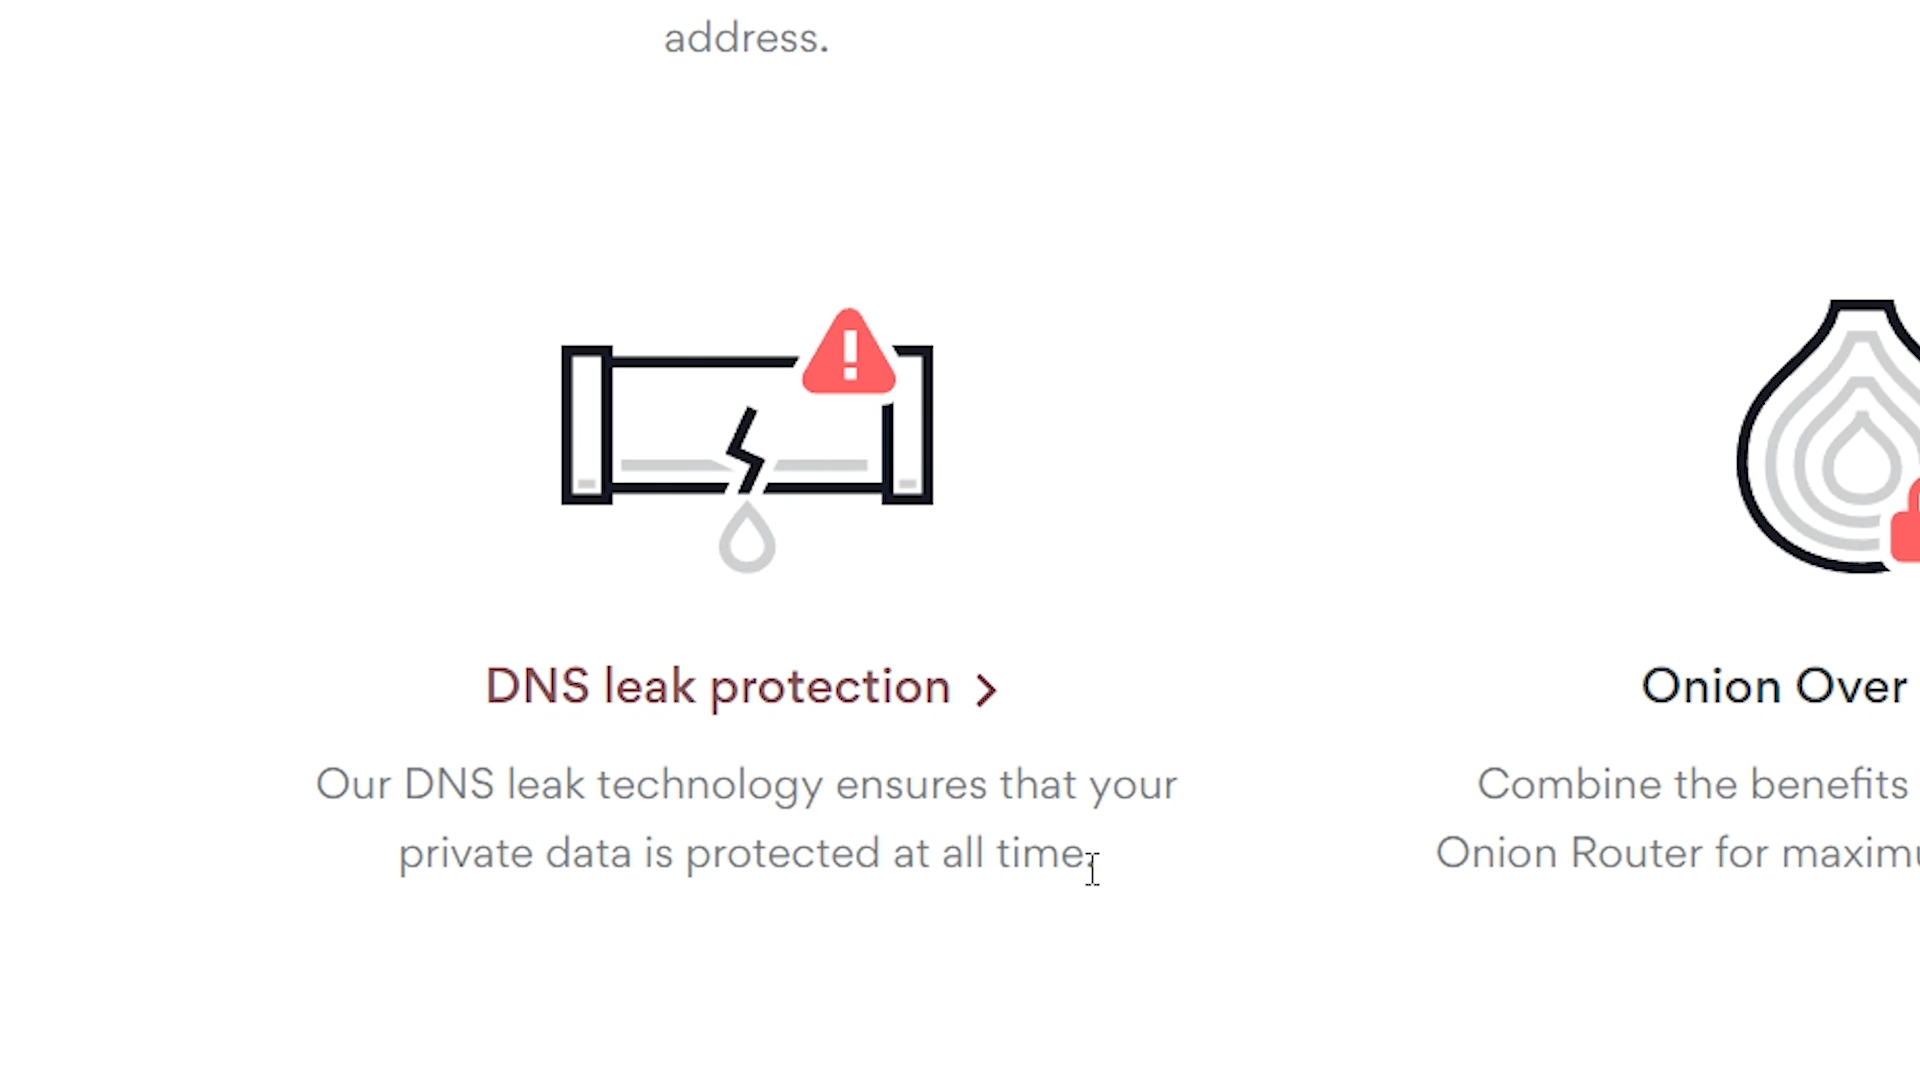 address.
DNS leak protection >
Our DNS leak technology ensures that your
private data is protected at all time.
Onion Over
Combine the benefits
Onion Router for